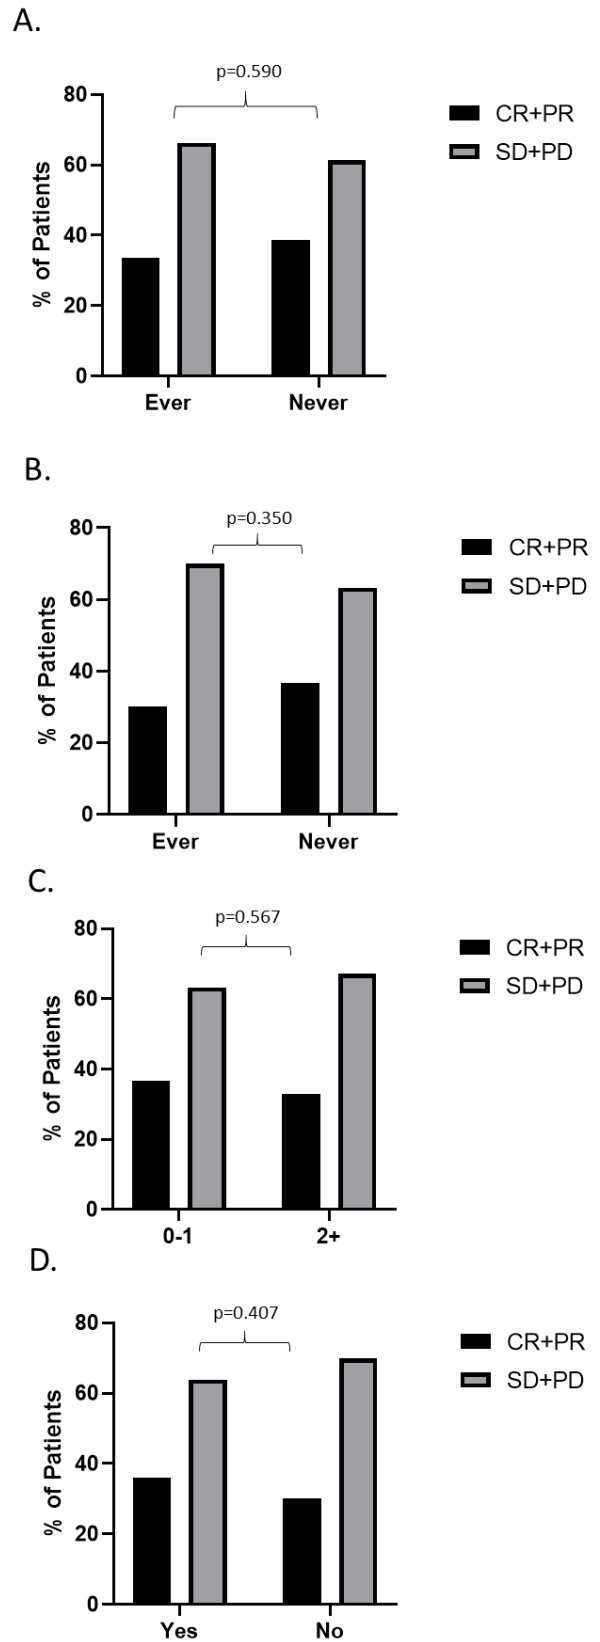 A.
p=0.590
80
60
40
20
0
% of Patients
Ever Never
CR+PR
SD+PD
B.
p=0.350
80
60
40
20
0
% of Patients
Ever Never
CR+PR
SD+PD
C.
p=0.567
80
60
40
20
0
% of Patients
0-1 2+
CR+PR
SD+PD
D.
p=0.407
80
60
40
20
0
% of Patients
Yes No
CR+PR
SD+PD